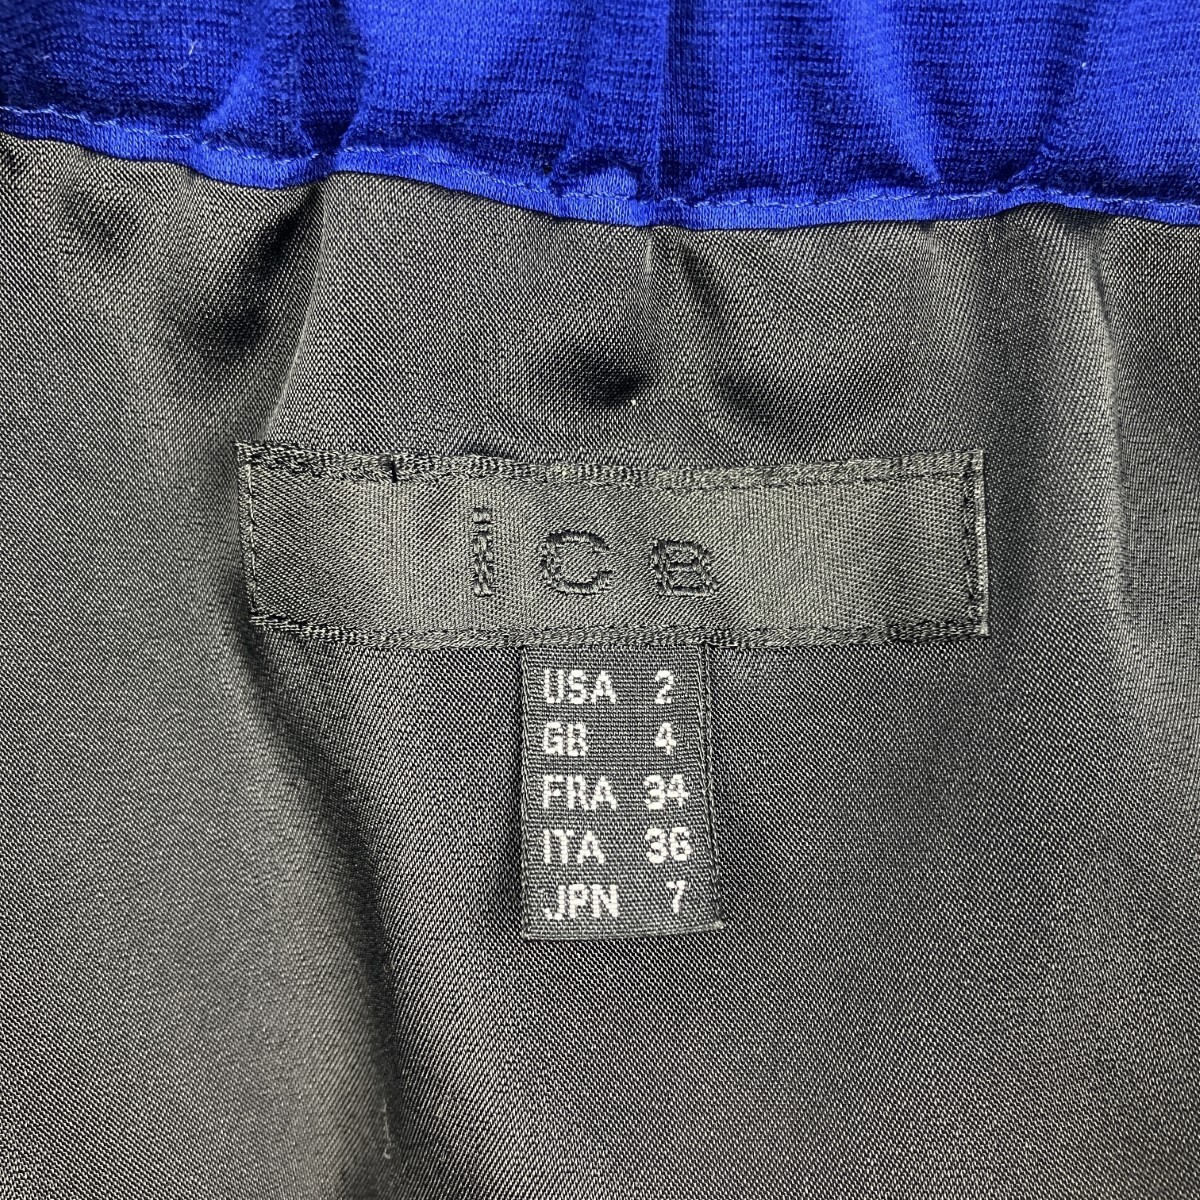 iCB
USA 2
GB 4
FRA 34
ITA 36
JPN 7